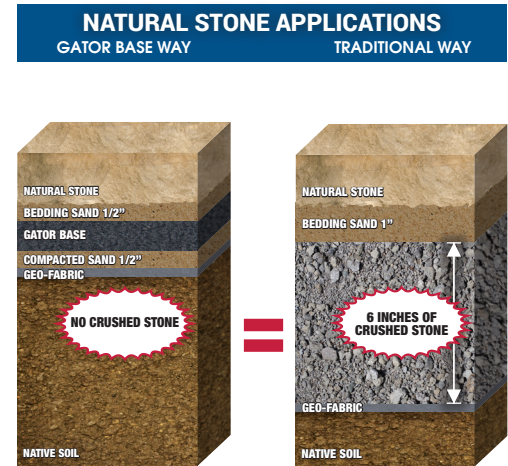 NATURAL STONE APPLICATIONS
GATOR BASE WAY
TRADITIONAL WAY
NATURAL STONE
BEDDING SAND 1/2”
GATOR BASE
COMPACTED SAND 1/2”
GEO-FABRIC
NO CRUSHED STONE
NATIVE SOIL
NATURAL STONE
BEDDING SAND 1”
6 INCHES OF
CRUSHED STONE
GEO-FABRIC
NATIVE SOIL